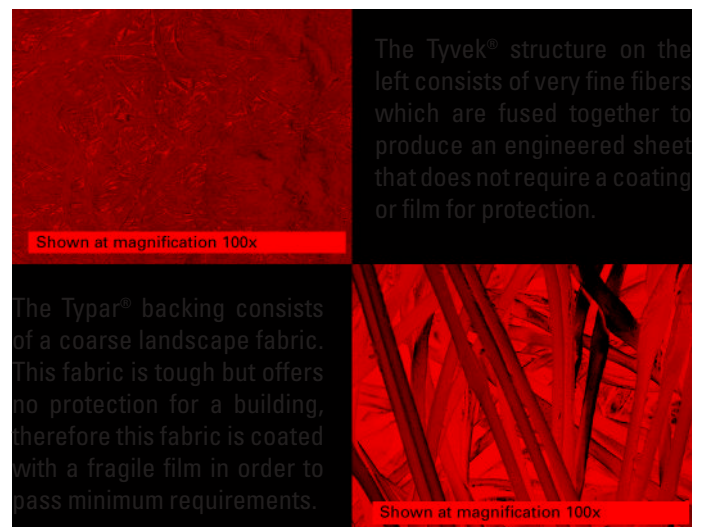 The Tyvek® structure on the
left consists of very fine fibers
which are fused together to
produce an engineered sheet
that does not require a coating
or film for protection.
Shown at magnification 100x
The Typar® backing consists
of a coarse landscape fabric.
This fabric is tough but offers
no protection for a building,
therefore this fabric is coated
with a fragile film in order to
pass minimum requirements.
Shown at magnification 100x